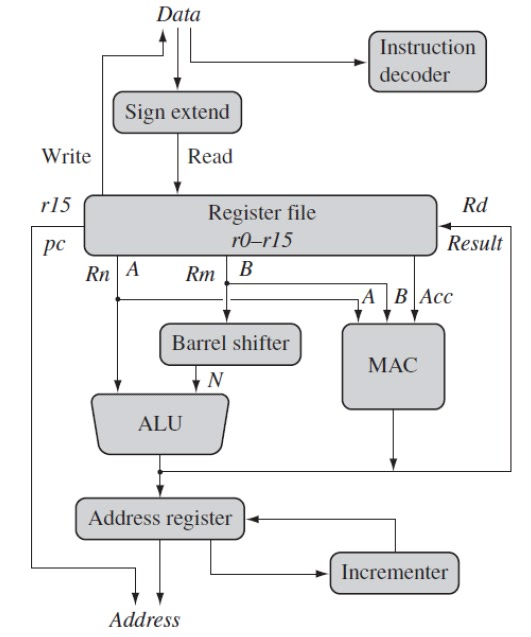 Data
Instruction
decoder
Sign extend
Write
Read
r15
Register file
Rd
pc
r0–r15
Result
Rn
A
Rm
B
A
B
Acc
Barrel shifter
MAC
N
ALU
Address register
Incrementer
Address